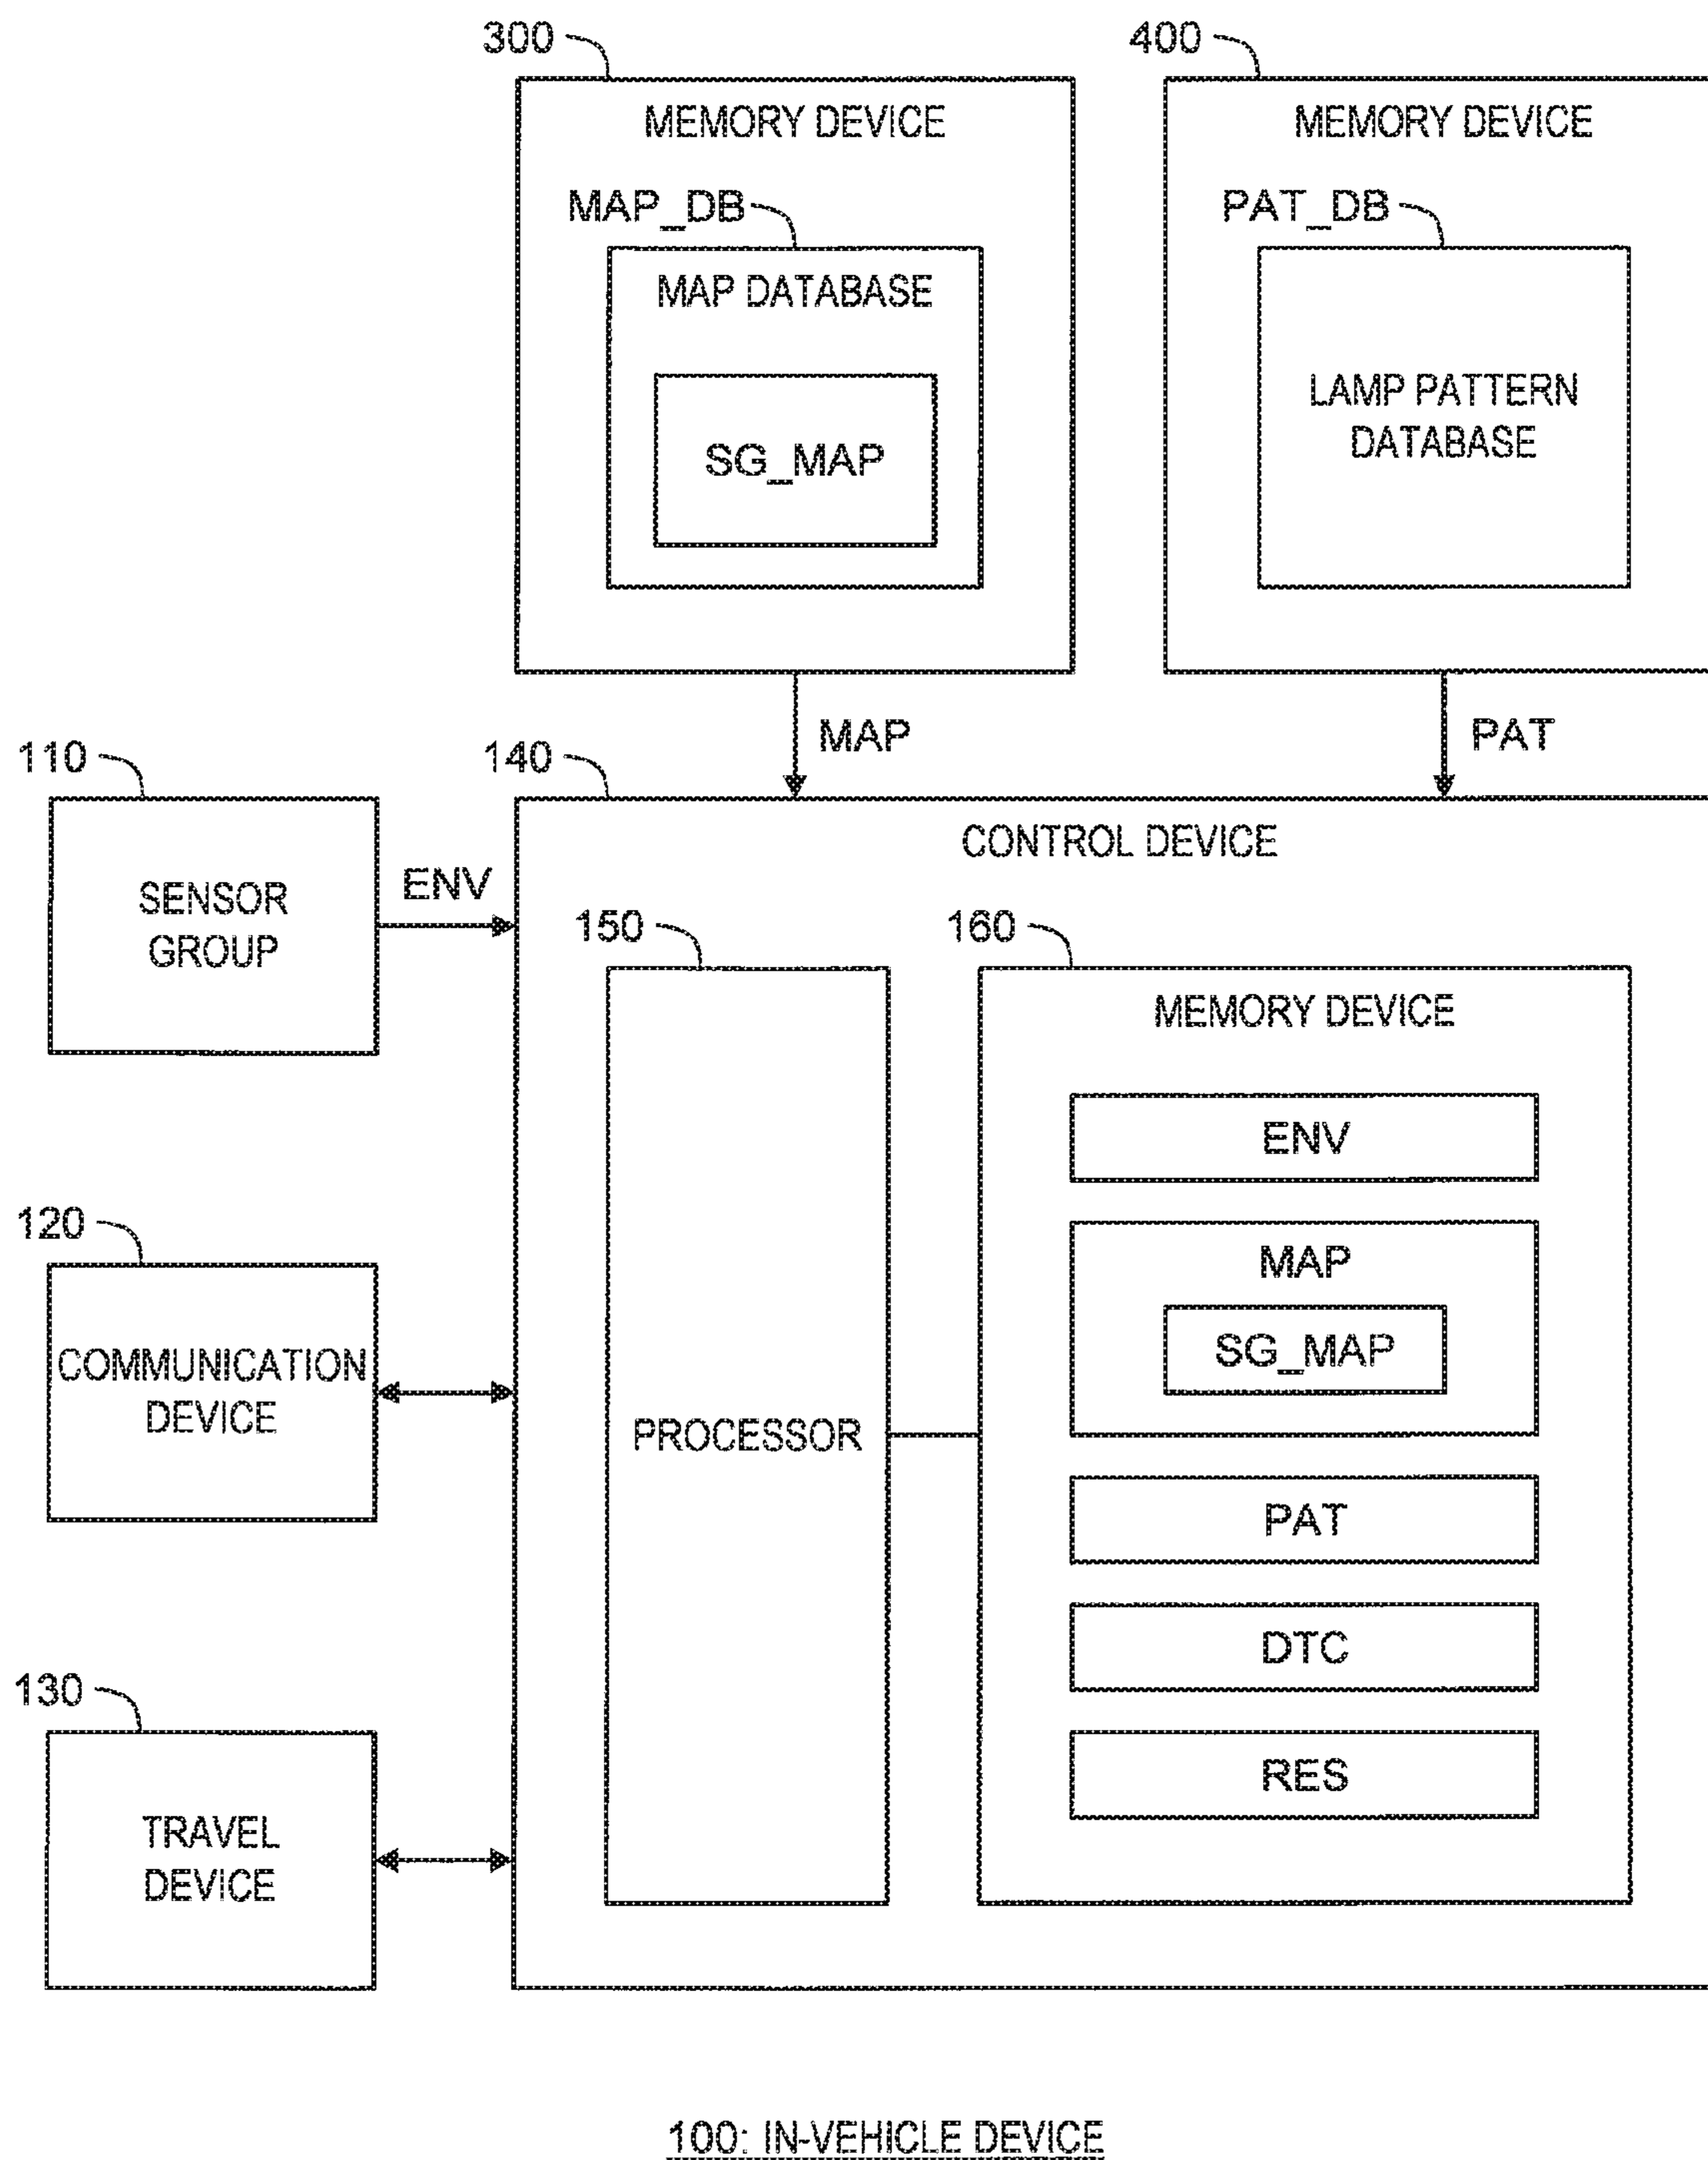 300
400
MEMORY DEVICE
MEMORY DEVICE
MAP_DB
PAT_DB
MAP DATABASE
SG_MAP
LAMP PATTERN
DATABASE
MAP
PAT
110
140
CONTROL DEVICE
SENSOR
GROUP
ENV
150
160
PROCESSOR
MEMORY DEVICE
ENV
MAP
SG_MAP
PAT
DTC
RES
120
COMMUNICATION
DEVICE
130
TRAVEL
DEVICE
100: IN-VEHICLE DEVICE